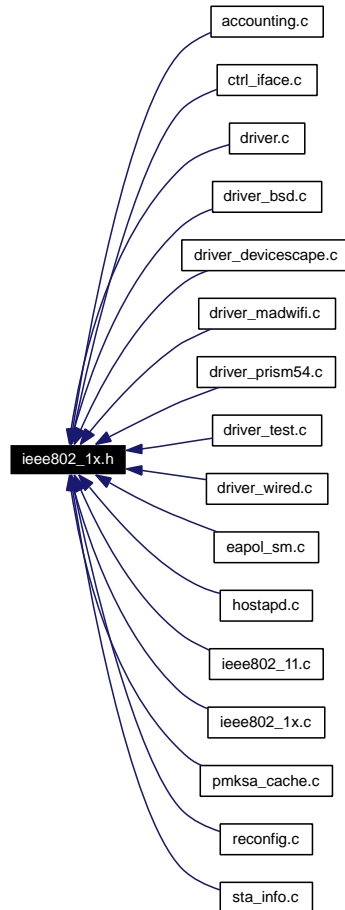 accounting.c
ctrl_iface.c
driver.c
driver_bsd.c
driver_devicescape.c
driver_madwifi.c
driver_prism54.c
driver_test.c
ieee802_1x.h
driver_wired.c
eapol_sm.c
hostapd.c
ieee802_11.c
ieee802_1x.c
pmksa_cache.c
reconfig.c
sta_info.c